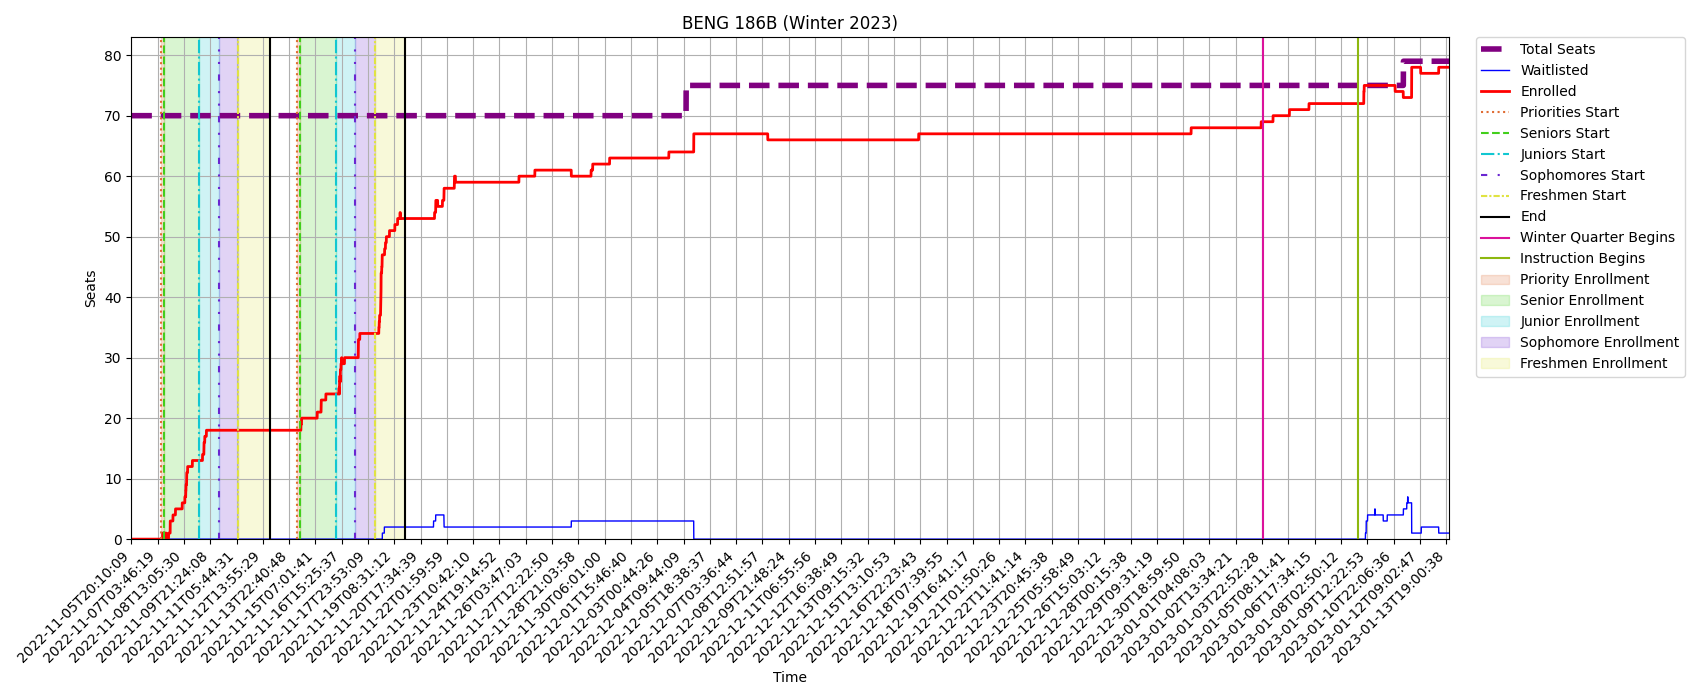 BENG 186B (Winter 2023)
Seats
80
70
60
50
40
30
20
10
0
2022-11-05T20:10:09
2022-11-07T03:46:19
2022-11-08T13:05:30
2022-11-09T21:24:08
2022-11-11T05:44:31
2022-11-12T13:55:29
2022-11-13T22:40:48
2022-11-15T07:01:41
2022-11-16T15:25:37
2022-11-17T23:53:09
2022-11-19T08:31:12
2022-11-20T17:34:39
2022-11-22T01:59:59
2022-11-23T10:42:10
2022-11-24T19:14:52
2022-11-26T03:47:03
2022-11-27T12:22:50
2022-11-28T21:03:58
2022-11-30T06:01:00
2022-12-01T15:46:40
2022-12-03T00:44:26
2022-12-04T09:44:09
2022-12-05T18:38:37
2022-12-07T03:36:44
2022-12-08T12:51:57
2022-12-09T21:48:24
2022-12-11T06:55:56
2022-12-12T16:38:49
2022-12-13T09:15:32
2022-12-15T13:10:53
2022-12-16T22:23:43
2022-12-18T07:39:55
2022-12-19T16:41:17
2022-12-21T01:50:26
2022-12-22T11:41:14
2022-12-23T20:45:38
2022-12-25T05:58:49
2022-12-26T15:03:12
2022-12-28T00:15:38
2022-12-29T09:31:19
2022-12-30T18:59:50
2023-01-01T04:08:03
2023-01-02T13:34:21
2023-01-03T22:52:28
2023-01-05T08:11:41
2023-01-06T17:34:15
2023-01-08T02:50:12
2023-01-09T12:22:53
2023-01-10T22:06:36
2023-01-12T09:02:47
2023-01-13T19:00:38
Time
Total Seats
Waitlisted
Enrolled
Priorities Start
Seniors Start
Juniors Start
Sophomores Start
Freshmen Start
End
Winter Quarter Begins
Instruction Begins
Priority Enrollment
Senior Enrollment
Junior Enrollment
Sophomore Enrollment
Freshmen Enrollment